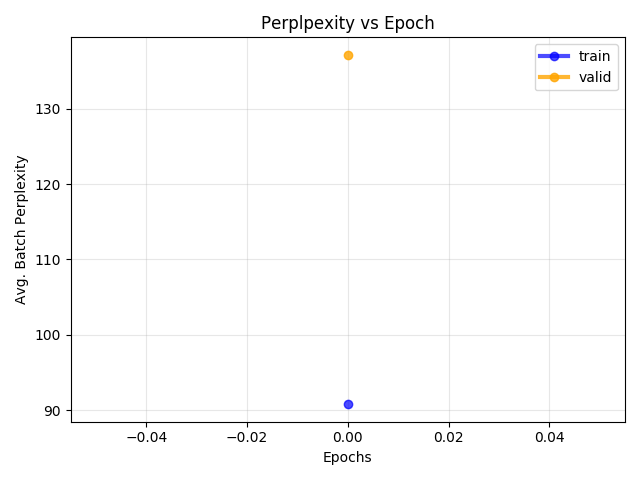 Perplpexity vs Epoch
train
valid
Avg. Batch Perplexity
130
120
110
100
90
−0.04
−0.02
0.00
0.02
0.04
Epochs